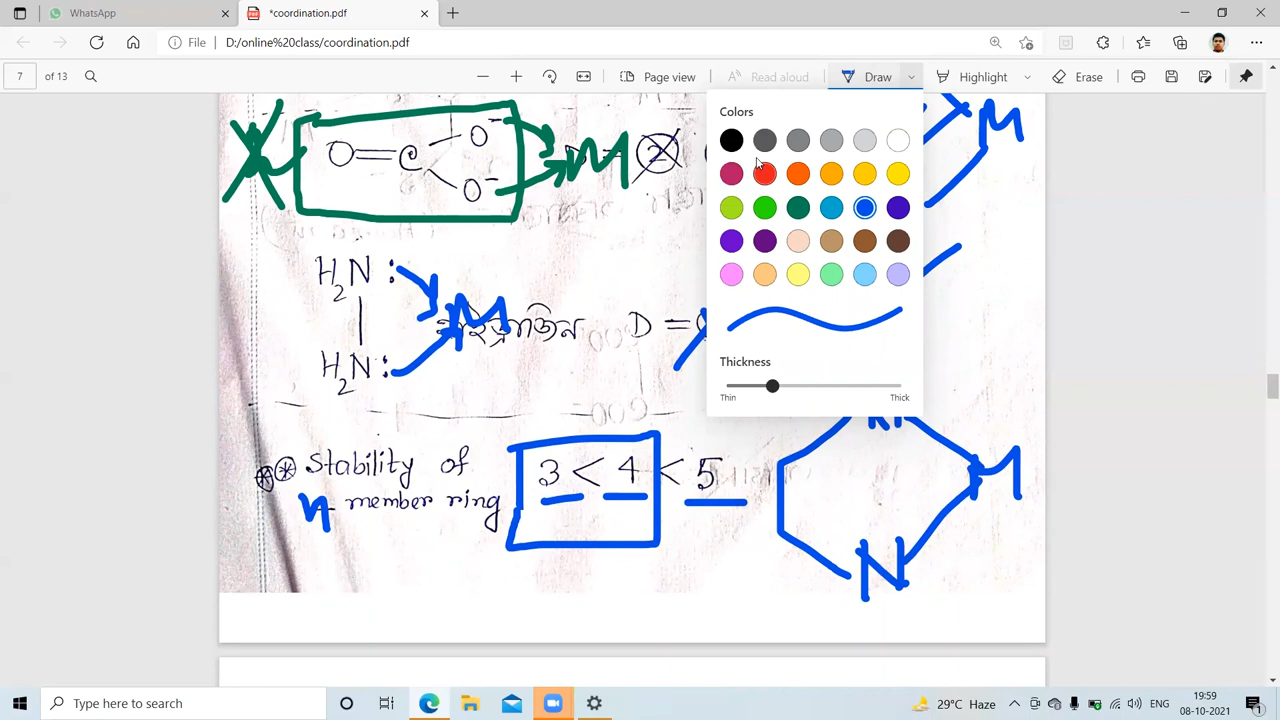 WhatsApp
*coordination.pdf
File
D:/online%20class/coordination.pdf
7
of 13
Page view
Read aloud
Draw
Highlight
Erase
Colors
Thickness
Thin
Thick
M
O=C
O⁻
O⁻
M
2
H₂N :
H₂N :
M
D =
Stability of
n- member ring
3 < 4 < 5
N
M
Type here to search
29°C Haze
ENG
19:59
08-10-2021
1